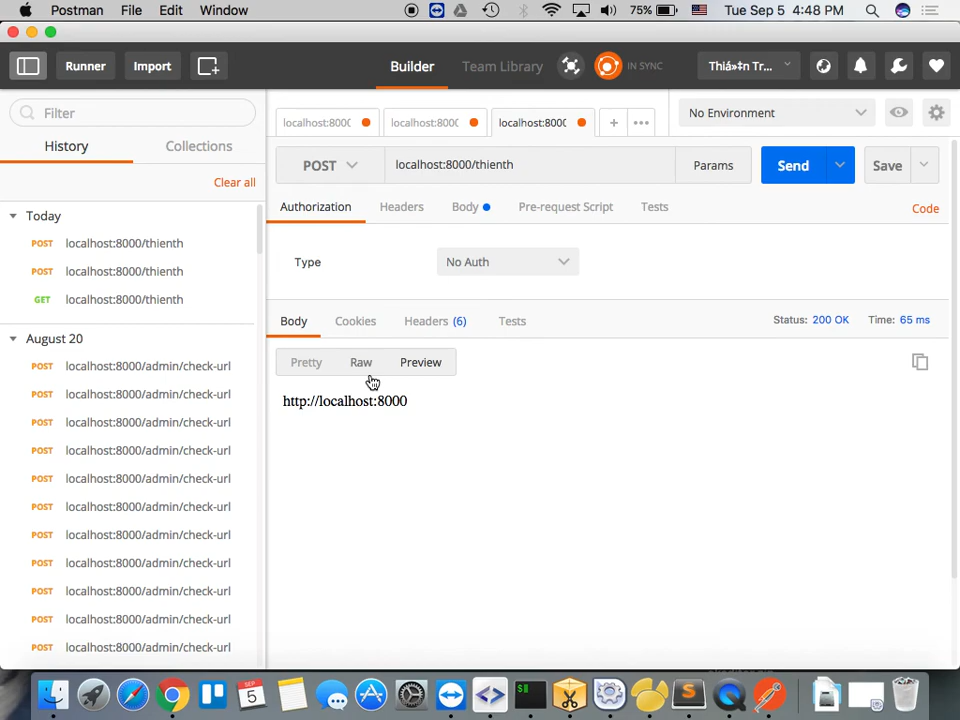 Postman File Edit Window 75% Tue Sep 5 4:48 PM
Runner Import Builder Team Library IN SYNC Thiá»‡n Tr...
Filter
History Collections
Clear all
Today
POST localhost:8000/thienth
POST localhost:8000/thienth
GET localhost:8000/thienth
August 20
POST localhost:8000/admin/check-url
POST localhost:8000/admin/check-url
POST localhost:8000/admin/check-url
POST localhost:8000/admin/check-url
POST localhost:8000/admin/check-url
POST localhost:8000/admin/check-url
POST localhost:8000/admin/check-url
POST localhost:8000/admin/check-url
POST localhost:8000/admin/check-url
POST localhost:8000/admin/check-url
POST localhost:8000/admin/check-url
localhost:800 localhost:800 localhost:800 + ••• No Environment
POST localhost:8000/thienth Params Send Save
Authorization Headers Body Pre-request Script Tests Code
Type No Auth
Body Cookies Headers (6) Tests Status: 200 OK Time: 65 ms
Pretty Raw Preview
http://localhost:8000
SEP
5